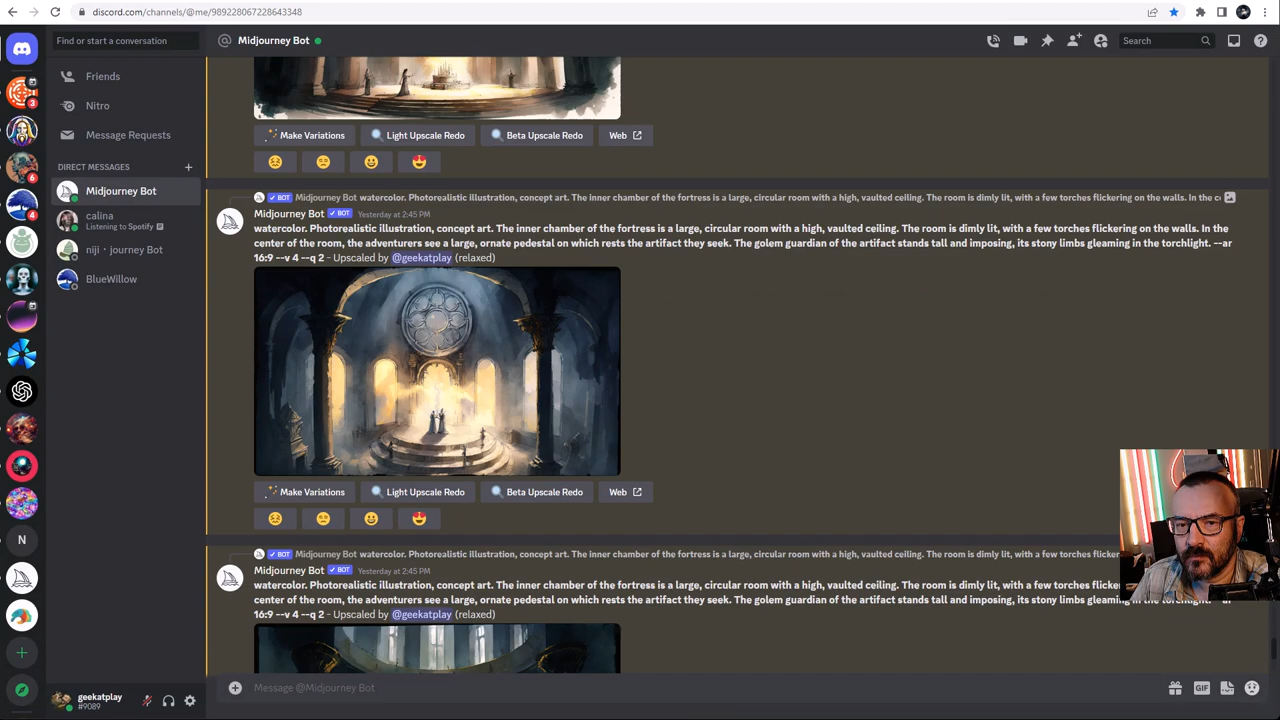 discord.com/channels/@me/989228067228643348
Find or start a conversation
Midjourney Bot
Search
Friends
Nitro
Message Requests
DIRECT MESSAGES
Midjourney Bot
calina
Listening to Spotify
niji・journey Bot
BlueWillow
3
6
4
N
Make Variations
Light Upscale Redo
Beta Upscale Redo
Web
BOT Midjourney Bot watercolor. Photorealistic illustration, concept art. The inner chamber of the fortress is a large, circular room with a high, vaulted ceiling. The room is dimly lit, with a few torches flickering on the walls. In the c
Midjourney Bot BOT Yesterday at 2:45 PM
watercolor. Photorealistic illustration, concept art. The inner chamber of the fortress is a large, circular room with a high, vaulted ceiling. The room is dimly lit, with a few torches flickering on the walls. In the
center of the room, the adventurers see a large, ornate pedestal on which rests the artifact they seek. The golem guardian of the artifact stands tall and imposing, its stony limbs gleaming in the torchlight. --ar
16:9 --v 4 --q 2 - Upscaled by @geekatplay (relaxed)
Make Variations
Light Upscale Redo
Beta Upscale Redo
Web
BOT Midjourney Bot watercolor. Photorealistic illustration, concept art. The inner chamber of the fortress is a large, circular room with a high, vaulted ceiling. The room is dimly lit, with a few torches
Midjourney Bot BOT Yesterday at 2:45 PM
watercolor. Photorealistic illustration, concept art. The inner chamber of the fortress is a large, circular room with a high, vaulted ceiling. The room is dimly lit, with a few torches
center of the room, the adventurers see a large, ornate pedestal on which rests the artifact they seek. The golem guardian of the artifact stands tall and imposing, its stony limbs gleaming in the torchlight. --ar
16:9 --v 4 --q 2 - Upscaled by @geekatplay (relaxed)
Message @Midjourney Bot
GIF
geekatplay
#9089